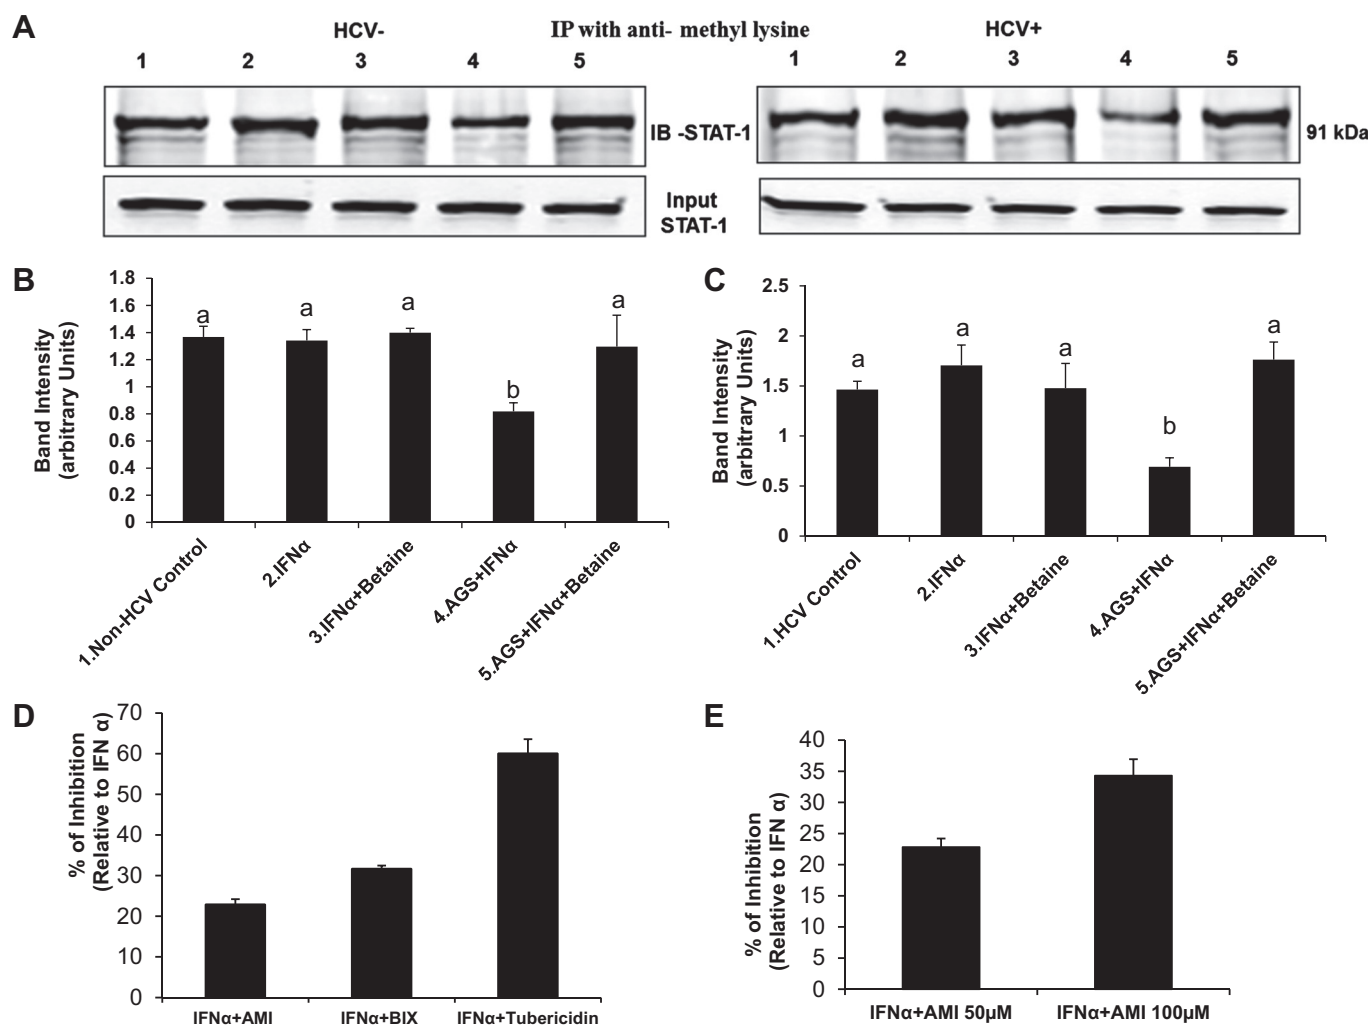 A
HCV-
IP with anti- methyl lysine
HCV+
1 2 3 4 5
1 2 3 4 5
IB -STAT-1
91 kDa
Input
STAT-1
B
Band Intensity
(arbitrary Units)
1.8
1.6
1.4
1.2
1
0.8
0.6
0.4
0.2
0
a a a b a
1.Non-HCV Control
2.IFNα
3.IFNα+Betaine
4.AGS+IFNα
5.AGS+IFNα+Betaine
C
Band Intensity
(arbitrary Units)
2.5
2
1.5
1
0.5
0
a a a b a
1.HCV Control
2.IFNα
3.IFNα+Betaine
4.AGS+IFNα
5.AGS+IFNα+Betaine
D
% of Inhibition
(Relative to IFN α)
70
60
50
40
30
20
10
0
IFNα+AMI
IFNα+BIX
IFNα+Tubericidin
E
% of Inhibition
(Relative to IFN α)
40
35
30
25
20
15
10
5
0
IFNα+AMI 50µM
IFNα+AMI 100µM